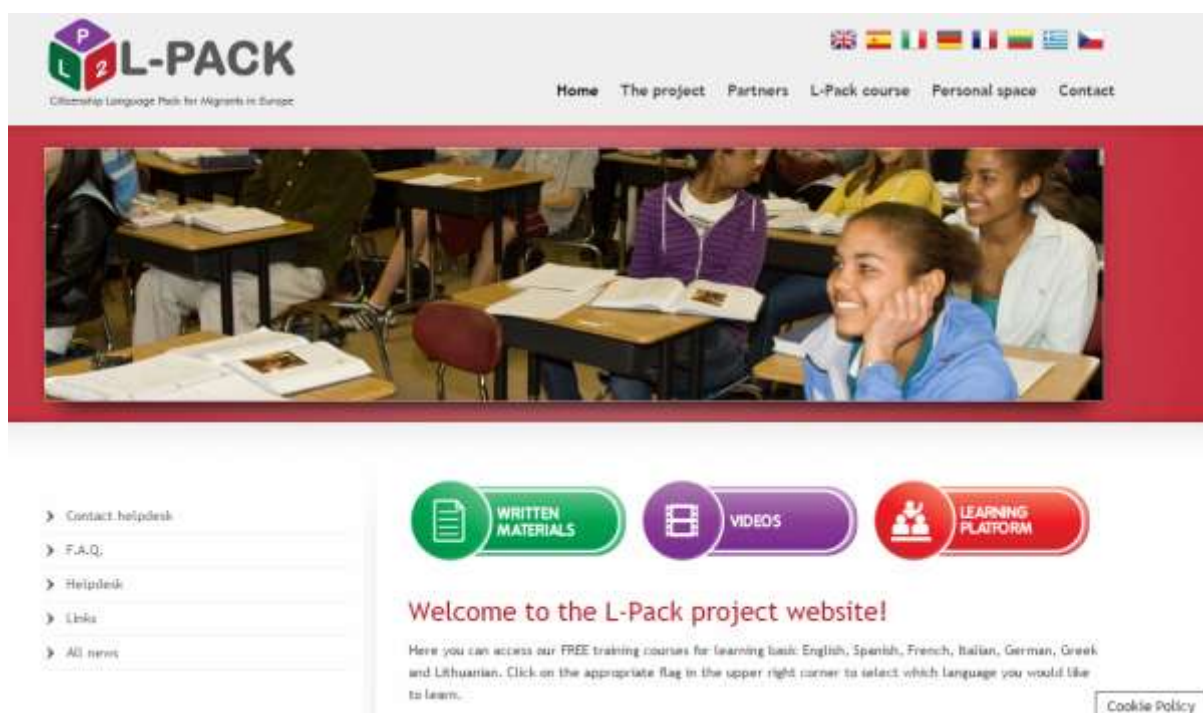 P
L 2
L-PACK
Citizenship Language Pack for Migrants in Europe
Home The project Partners L-Pack course Personal space Contact
WRITTEN
MATERIALS
VIDEOS
LEARNING
PLATFORM
Contact helpdesk
F.A.Q.
Helpdesk
Links
All news
Welcome to the L-Pack project website!
Here you can access our FREE training courses for learning basic English, Spanish, French, Italian, German, Greek
and Lithuanian. Click on the appropriate flag in the upper right corner to select which language you would like
to learn.
Cookie Policy